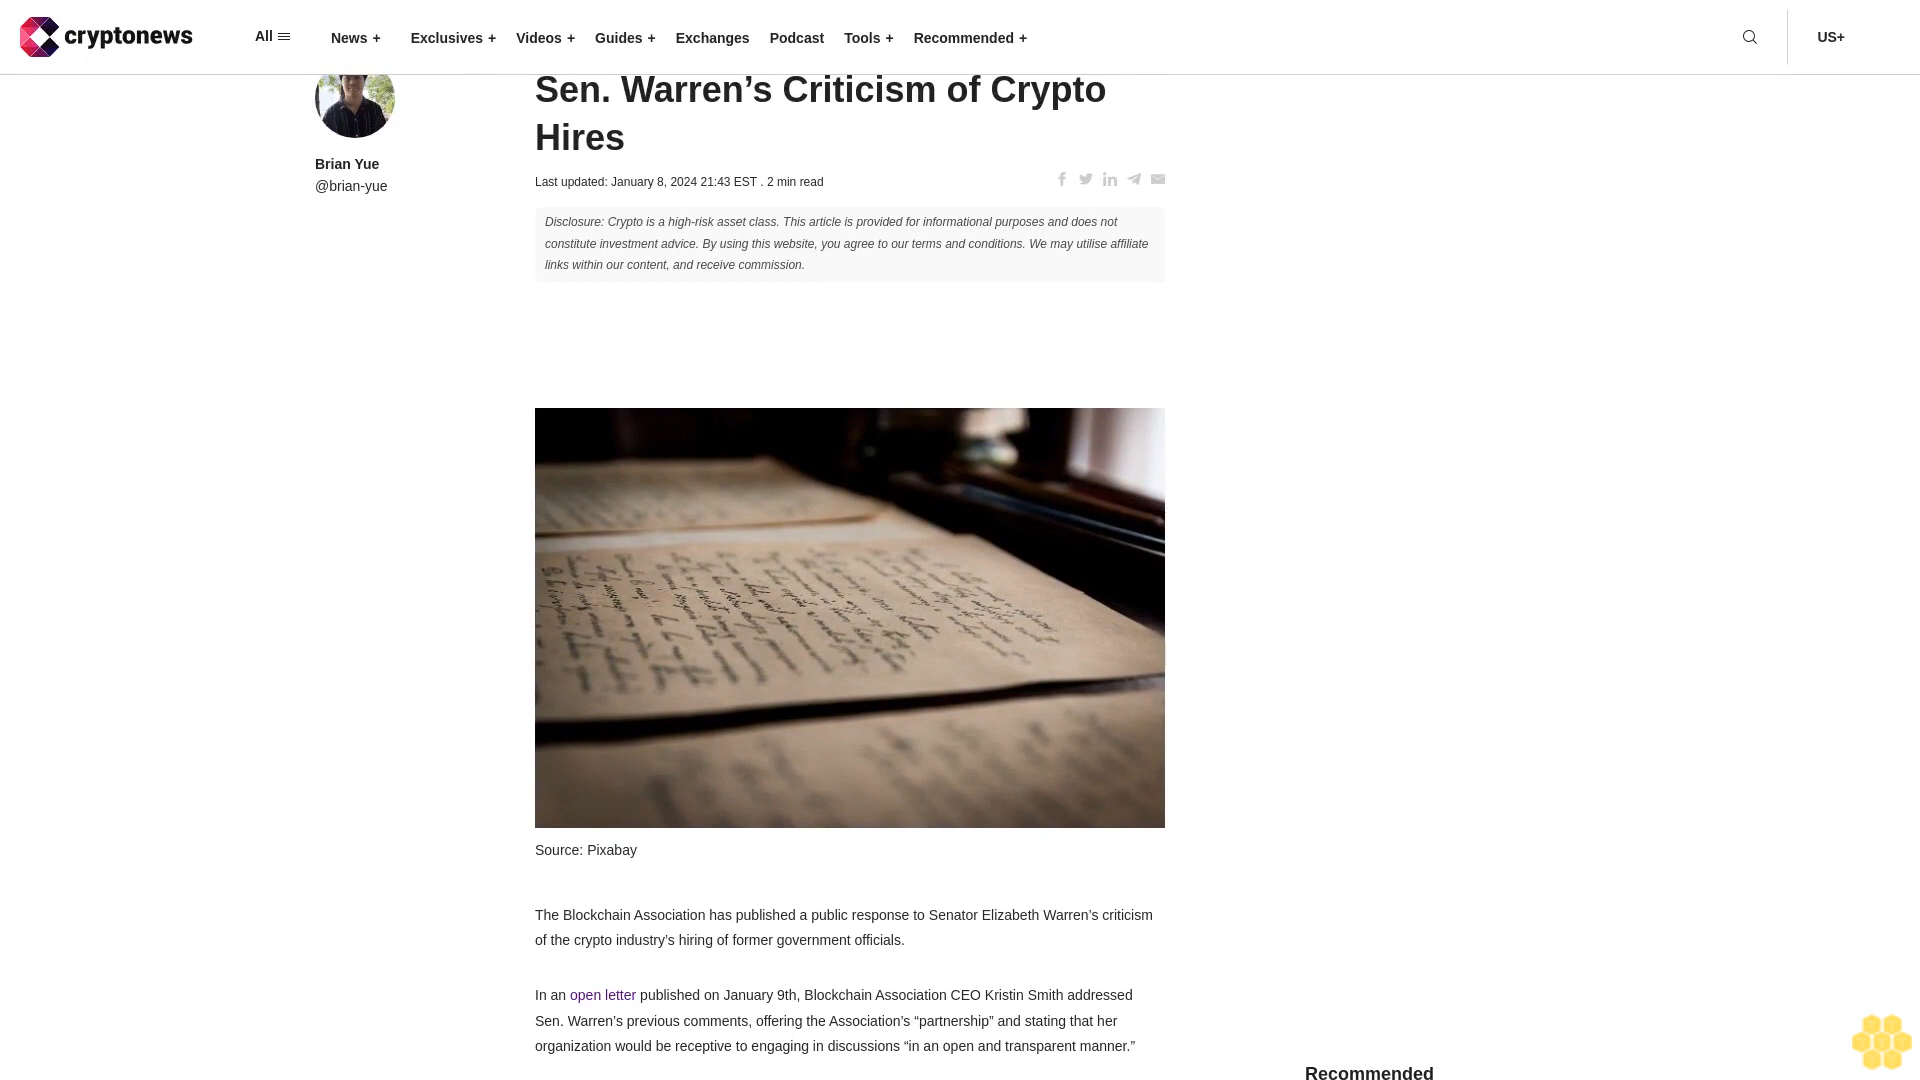 cryptonews
All
News +
Exclusives +
Videos +
Guides +
Exchanges
Podcast
Tools +
Recommended +
US+
Brian Yue
@brian-yue
Sen. Warren’s Criticism of Crypto
Hires
Last updated: January 8, 2024 21:43 EST . 2 min read
Disclosure: Crypto is a high-risk asset class. This article is provided for informational purposes and does not
constitute investment advice. By using this website, you agree to our terms and conditions. We may utilise affiliate
links within our content, and receive commission.
Source: Pixabay
The Blockchain Association has published a public response to Senator Elizabeth Warren’s criticism
of the crypto industry’s hiring of former government officials.
In an open letter published on January 9th, Blockchain Association CEO Kristin Smith addressed
Sen. Warren’s previous comments, offering the Association’s “partnership” and stating that her
organization would be receptive to engaging in discussions “in an open and transparent manner.”
Recommended